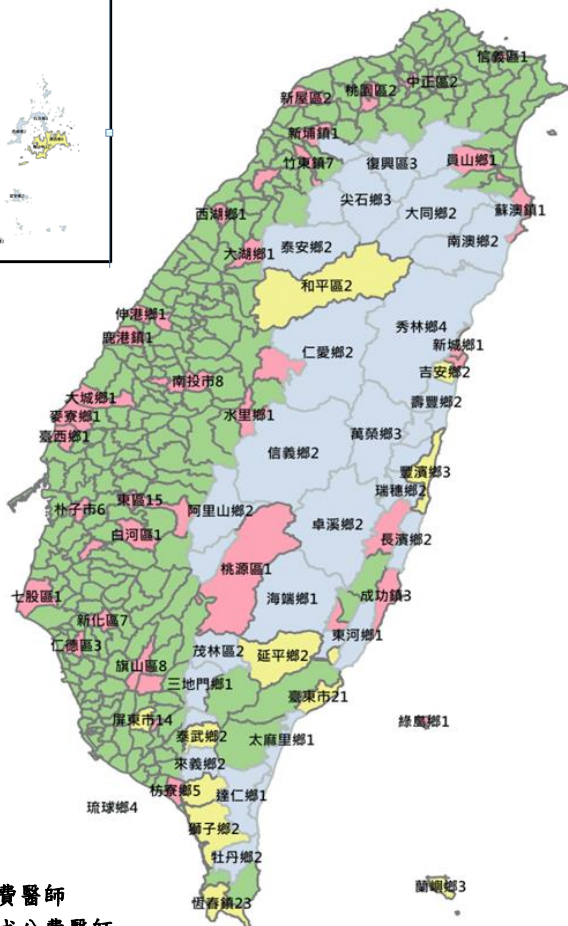 信義區1
中正區2
桃園區2
新屋區2
新埔鎮1
竹東鎮7
復興區3
員山鄉1
尖石鄉3
西湖鄉1
大同鄉2
蘇澳鎮1
大湖鄉1
泰安鄉2
南澳鄉2
和平區2
伸港鄉1
秀林鄉4
鹿港鎮1
新城鄉1
仁愛鄉2
吉安鄉2
南投市8
大城鄉1
壽豐鄉2
麥寮鄉1
水里鄉1
臺西鄉1
萬榮鄉3
信義鄉2
豐濱鄉3
瑞穗鄉2
東區15
朴子市6
阿里山鄉2
卓溪鄉2
白河區1
長濱鄉2
桃源區1
七股區1
海端鄉1
成功鎮3
新化區7
東河鄉1
仁德區3
茂林區2
延平鄉2
旗山區8
三地門鄉1
臺東市21
屏東市14
綠島鄉1
泰武鄉2
太麻里鄉1
來義鄉2
枋寮鄉5
達仁鄉1
琉球鄉4
獅子鄉2
牡丹鄉2
蘭嶼鄉3
費醫師
恆春鎮23
公費醫師